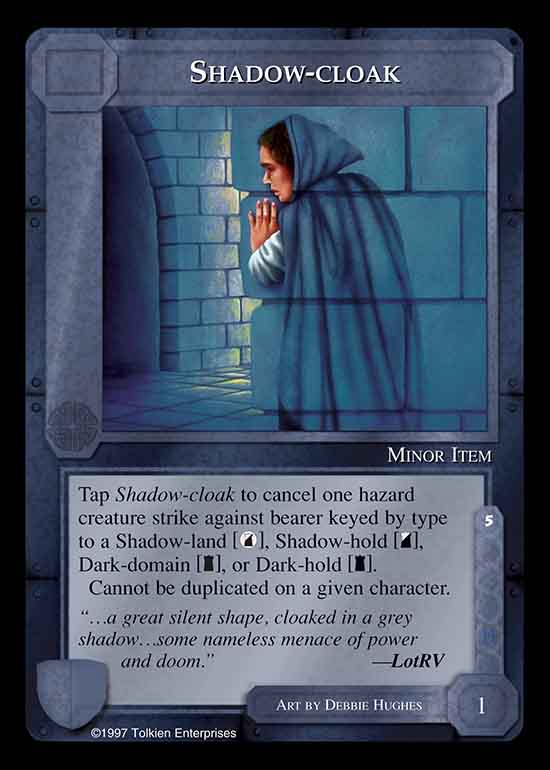 Shadow-cloak
Minor Item
Tap Shadow-cloak to cancel one hazard
creature strike against bearer keyed by type
to a Shadow-land [], Shadow-hold [],
Dark-domain [], or Dark-hold [].
Cannot be duplicated on a given character.
“…a great silent shape, cloaked in a grey
shadow…some nameless menace of power
and doom.” —LotRV
5
Art by Debbie Hughes
1
©1997 Tolkien Enterprises